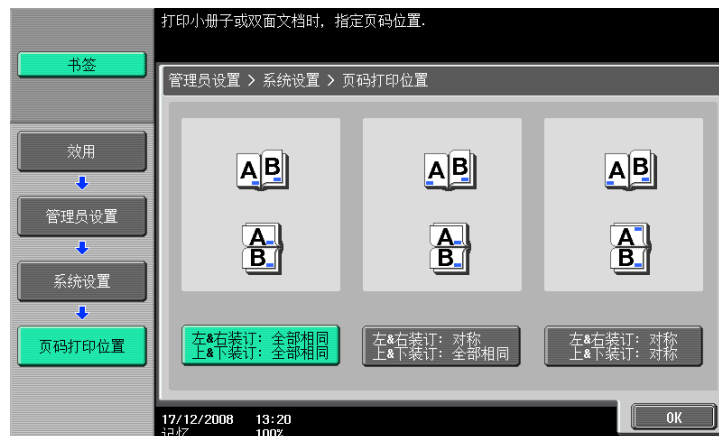 打印小册子或双面文档时, 指定页码位置.
书签
管理员设置 > 系统设置 > 页码打印位置
效用
管理员设置
系统设置
页码打印位置
A B
A B
A B
A
B
A
B
A
B
左&右装订: 全部相同
上&下装订: 全部相同
左&右装订: 对称
上&下装订: 全部相同
左&右装订: 对称
上&下装订: 对称
17/12/2008 13:20
记忆 100%
OK